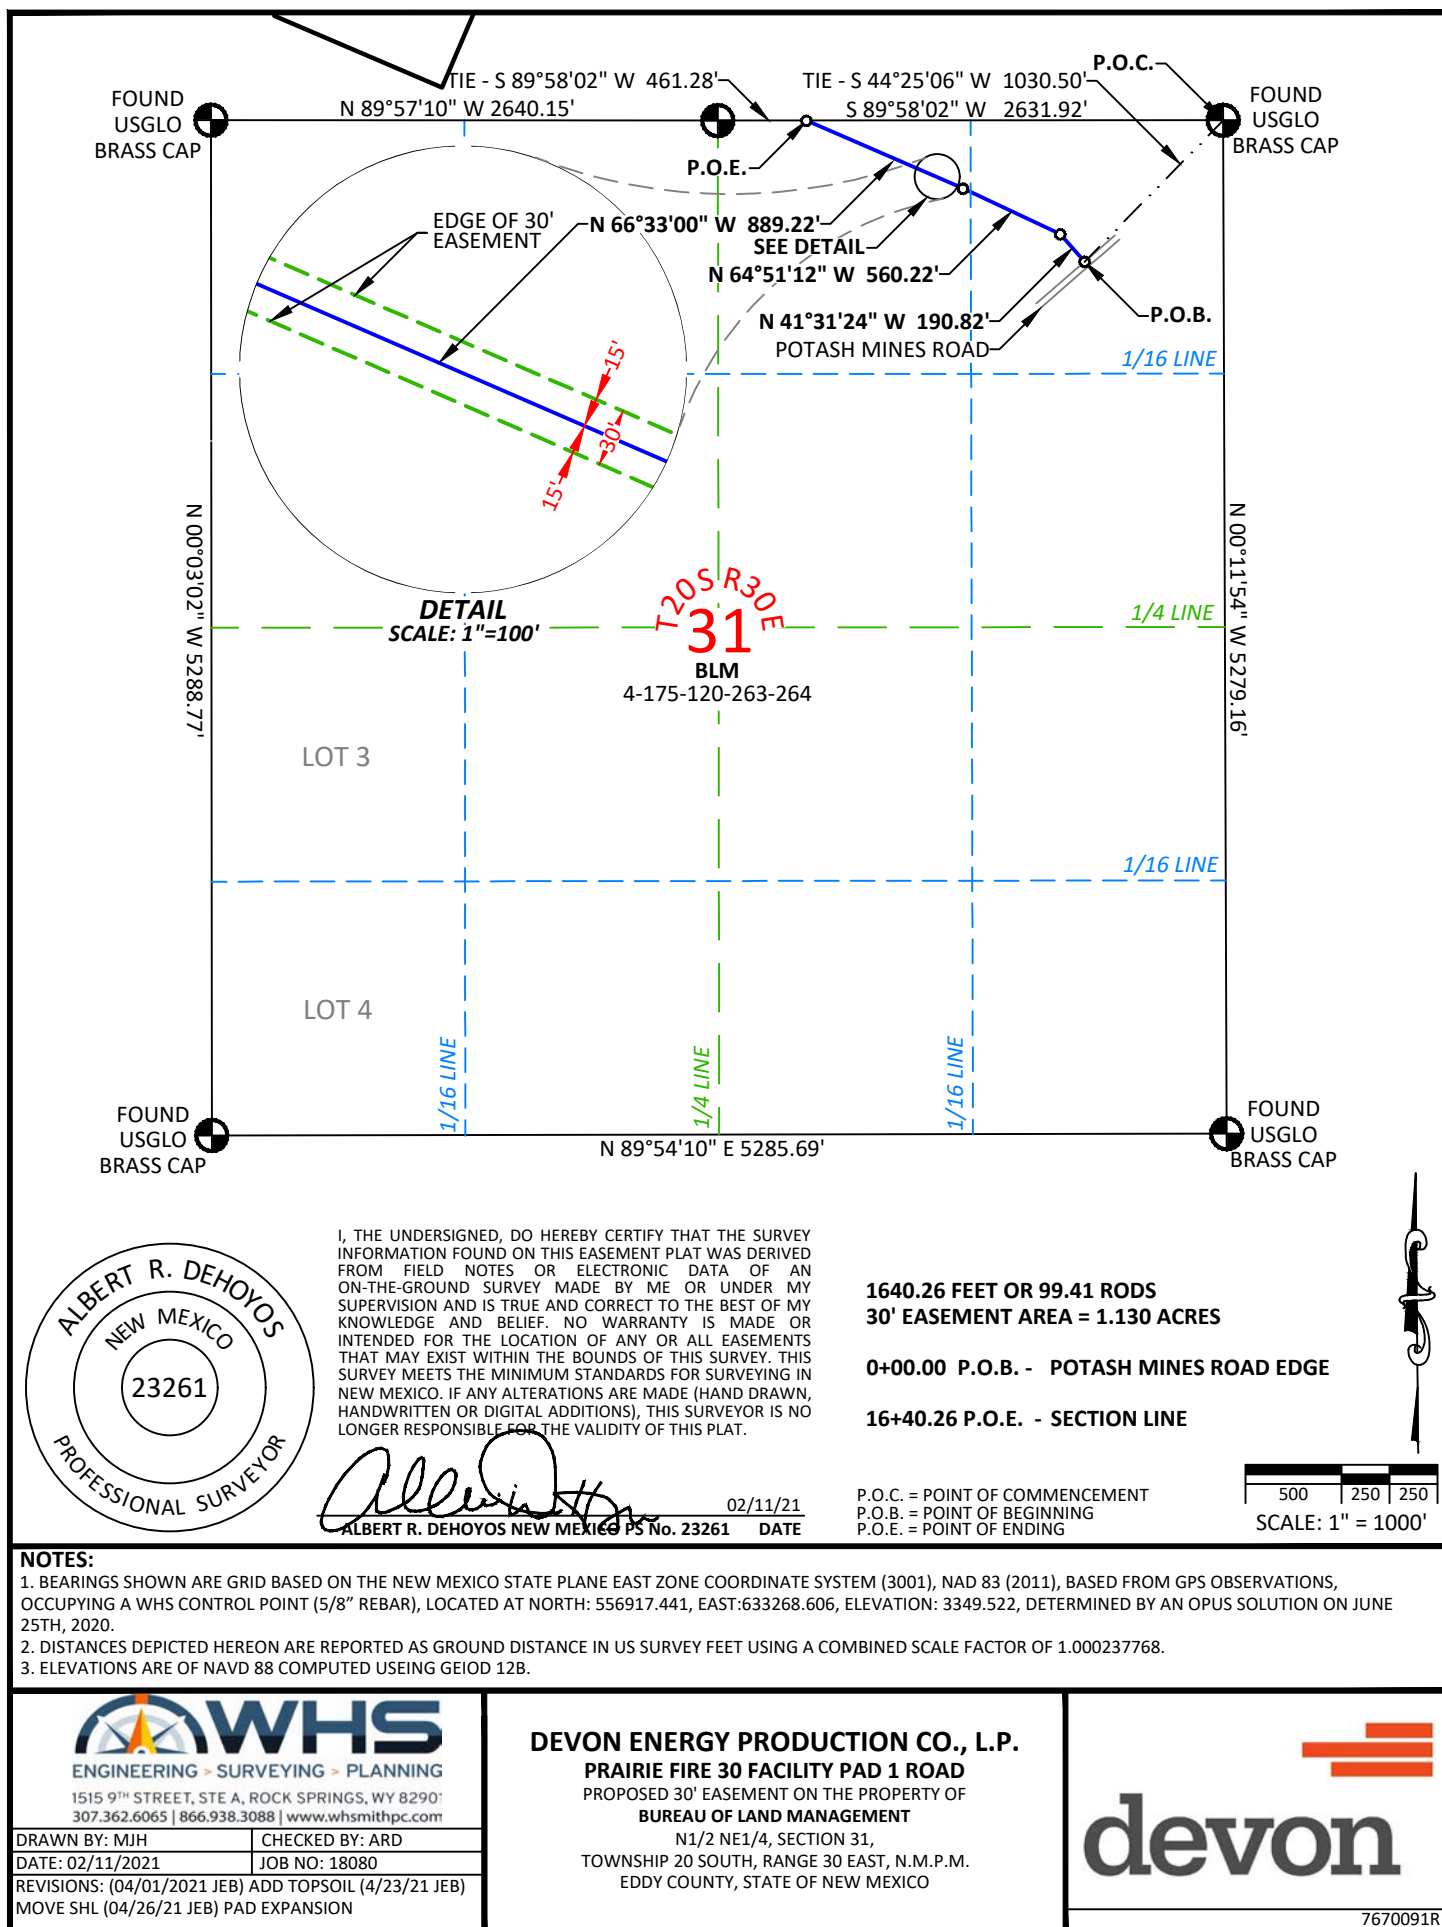 TIE - S 89°58'02" W 461.28'
TIE - S 44°25'06" W 1030.50'
P.O.C.
FOUND
USGLO
BRASS CAP
N 89°57'10" W 2640.15'
S 89°58'02" W 2631.92'
FOUND
USGLO
BRASS CAP
P.O.E.
EDGE OF 30'
EASEMENT
N 66°33'00" W 889.22'
SEE DETAIL
N 64°51'12" W 560.22'
N 41°31'24" W 190.82'
P.O.B.
POTASH MINES ROAD
1/16 LINE
15'
30'
15'
N 00°03'02" W 5288.77'
N 00°11'54" W 5279.16'
DETAIL
SCALE: 1"=100'
T20S R30E
31
BLM
4-175-120-263-264
1/4 LINE
LOT 3
1/16 LINE
LOT 4
1/16 LINE
1/4 LINE
1/16 LINE
FOUND
USGLO
BRASS CAP
N 89°54'10" E 5285.69'
FOUND
USGLO
BRASS CAP
ALBERT R. DEHOYOS
NEW MEXICO
23261
PROFESSIONAL SURVEYOR
I, THE UNDERSIGNED, DO HEREBY CERTIFY THAT THE SURVEY
INFORMATION FOUND ON THIS EASEMENT PLAT WAS DERIVED
FROM FIELD NOTES OR ELECTRONIC DATA OF AN
ON-THE-GROUND SURVEY MADE BY ME OR UNDER MY
SUPERVISION AND IS TRUE AND CORRECT TO THE BEST OF MY
KNOWLEDGE AND BELIEF. NO WARRANTY IS MADE OR
INTENDED FOR THE LOCATION OF ANY OR ALL EASEMENTS
THAT MAY EXIST WITHIN THE BOUNDS OF THIS SURVEY. THIS
SURVEY MEETS THE MINIMUM STANDARDS FOR SURVEYING IN
NEW MEXICO. IF ANY ALTERATIONS ARE MADE (HAND DRAWN,
HANDWRITTEN OR DIGITAL ADDITIONS), THIS SURVEYOR IS NO
LONGER RESPONSIBLE FOR THE VALIDITY OF THIS PLAT.
02/11/21
ALBERT R. DEHOYOS NEW MEXICO PS No. 23261 DATE
1640.26 FEET OR 99.41 RODS
30' EASEMENT AREA = 1.130 ACRES
0+00.00 P.O.B. - POTASH MINES ROAD EDGE
16+40.26 P.O.E. - SECTION LINE
P.O.C. = POINT OF COMMENCEMENT
P.O.B. = POINT OF BEGINNING
P.O.E. = POINT OF ENDING
500 250 250
SCALE: 1" = 1000'
NOTES:
1. BEARINGS SHOWN ARE GRID BASED ON THE NEW MEXICO STATE PLANE EAST ZONE COORDINATE SYSTEM (3001), NAD 83 (2011), BASED FROM GPS OBSERVATIONS,
OCCUPYING A WHS CONTROL POINT (5/8” REBAR), LOCATED AT NORTH: 556917.441, EAST:633268.606, ELEVATION: 3349.522, DETERMINED BY AN OPUS SOLUTION ON JUNE
25TH, 2020.
2. DISTANCES DEPICTED HEREON ARE REPORTED AS GROUND DISTANCE IN US SURVEY FEET USING A COMBINED SCALE FACTOR OF 1.000237768.
3. ELEVATIONS ARE OF NAVD 88 COMPUTED USEING GEIOD 12B.
WHS
ENGINEERING > SURVEYING > PLANNING
1515 9TH STREET, STE A, ROCK SPRINGS, WY 82901
307.362.6065 | 866.938.3088 | www.whsmithpc.com
DRAWN BY: MJH
CHECKED BY: ARD
DATE: 02/11/2021
JOB NO: 18080
REVISIONS: (04/01/2021 JEB) ADD TOPSOIL (4/23/21 JEB)
MOVE SHL (04/26/21 JEB) PAD EXPANSION
DEVON ENERGY PRODUCTION CO., L.P.
PRAIRIE FIRE 30 FACILITY PAD 1 ROAD
PROPOSED 30' EASEMENT ON THE PROPERTY OF
BUREAU OF LAND MANAGEMENT
N1/2 NE1/4, SECTION 31,
TOWNSHIP 20 SOUTH, RANGE 30 EAST, N.M.P.M.
EDDY COUNTY, STATE OF NEW MEXICO
devon
7670091R